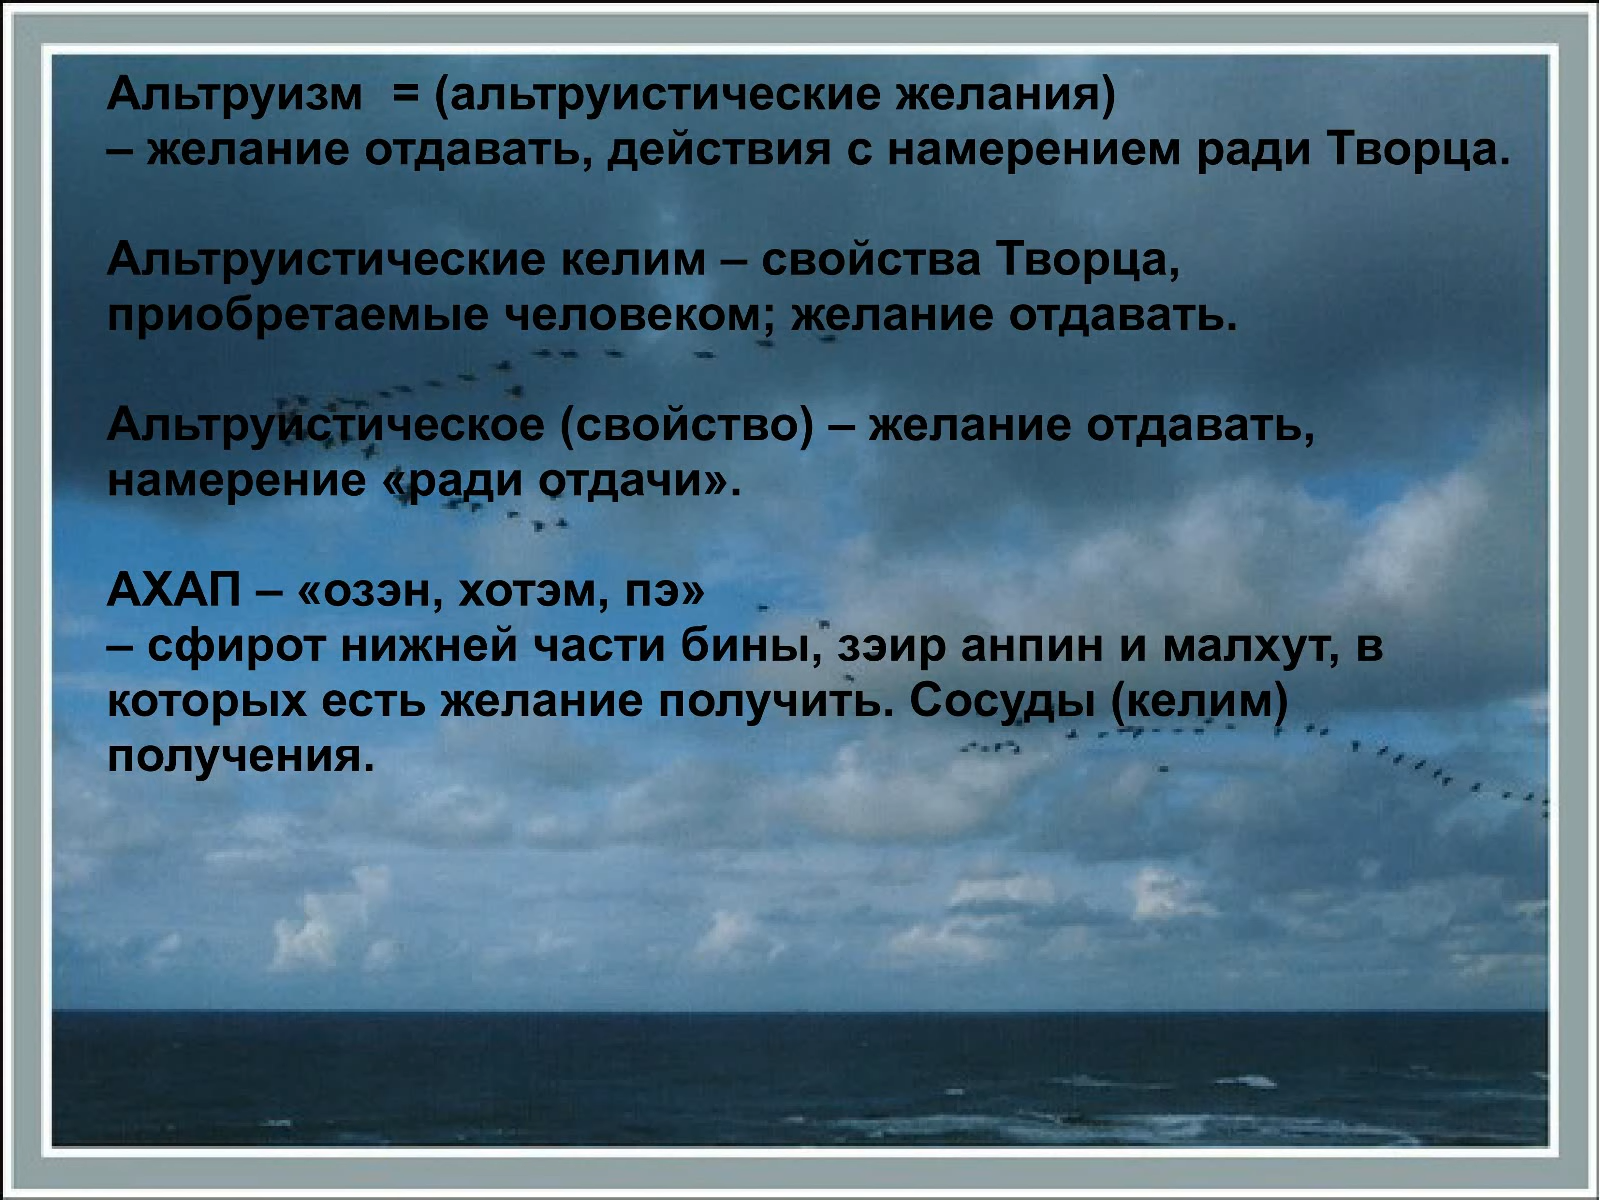 Альтруизм  = (альтруистические желания)
– желание отдавать, действия с намерением ради Творца.
Альтруистические келим – свойства Творца,
приобретаемые человеком; желание отдавать.
Альтруистическое (свойство) – желание отдавать,
намерение «ради отдачи».
АХАП – «озэн, хотэм, пэ»
– сфирот нижней части бины, зэир анпин и малхут, в
которых есть желание получить. Сосуды (келим)
получения.